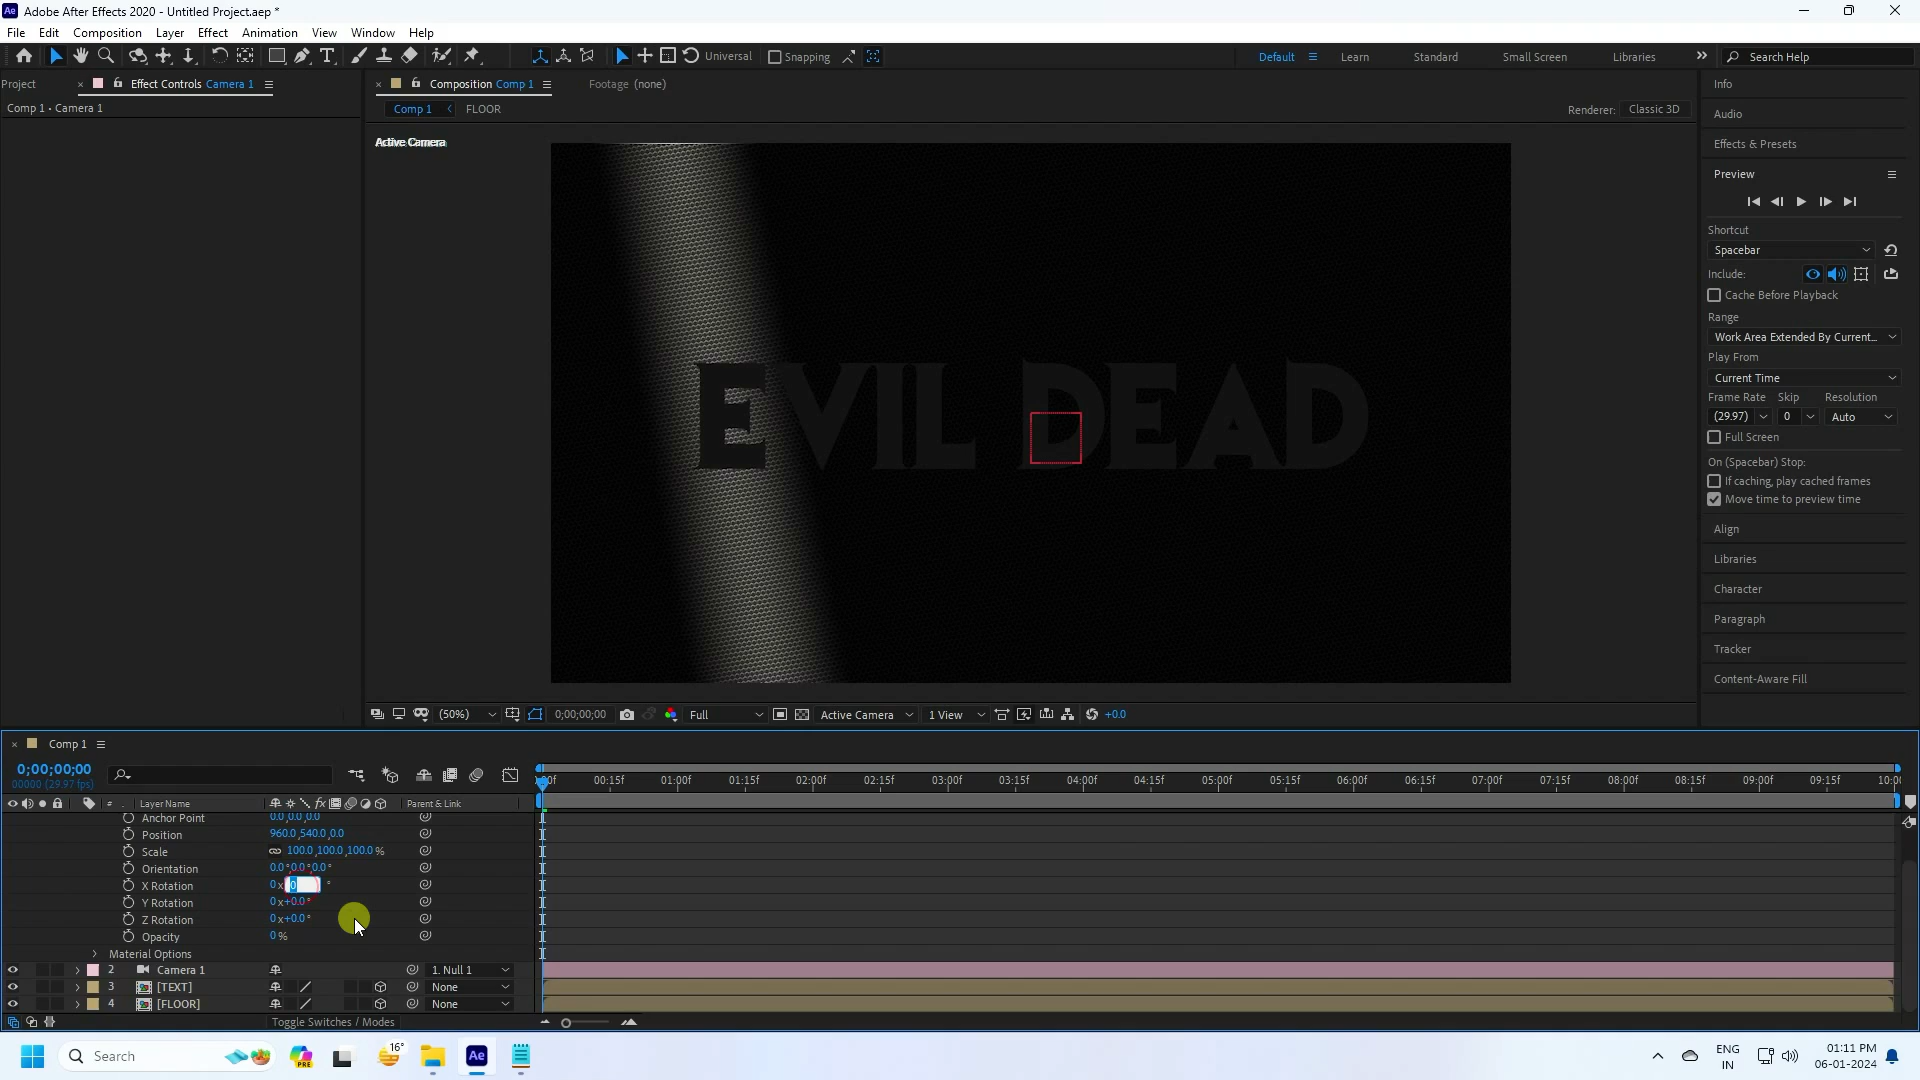 Adobe After Effects 2020 - Untitled Project.aep *
File Edit Composition Layer Effect Animation View Window Help
Universal Snapping Default Learn Standard Small Screen Libraries Search Help
Project Effect Controls Camera 1 Composition Comp 1 Footage (none) Info
Comp 1 • Camera 1 Comp 1 FLOOR Renderer: Classic 3D
Audio
Active Camera
Effects & Presets
Preview
Shortcut
Spacebar
Include:
Cache Before Playback
Range
Work Area Extended By Current...
Play From
Current Time
Frame Rate Skip Resolution
(29.97) 0 Auto
Full Screen
On (Spacebar) Stop:
If caching, play cached frames
Move time to preview time
Align
Libraries
Character
Paragraph
Tracker
Content-Aware Fill
EVIL DEAD
(50%) 0;00;00;00 Full Active Camera 1 View +0.0
Comp 1
0;00;00;00
00000 (29.97 fps)
00f 00:15f 01:00f 01:15f 02:00f 02:15f 03:00f 03:15f 04:00f 04:15f 05:00f 05:15f 06:00f 06:15f 07:00f 07:15f 08:00f 08:15f 09:00f 09:15f 10:0
# Layer Name Parent & Link
Anchor Point 0.0,0.0,0.0
Position 960.0,540.0,0.0
Scale 100.0,100.0,100.0 %
Orientation 0.0°,0.0°,0.0°
X Rotation 0x 0 °
Y Rotation 0x+0.0°
Z Rotation 0x+0.0°
Opacity 0 %
Material Options
2 Camera 1 1. Null 1
3 [TEXT] None
4 [FLOOR] None
Toggle Switches / Modes
Search PRE 16° Ae ENG IN 01:11 PM 06-01-2024